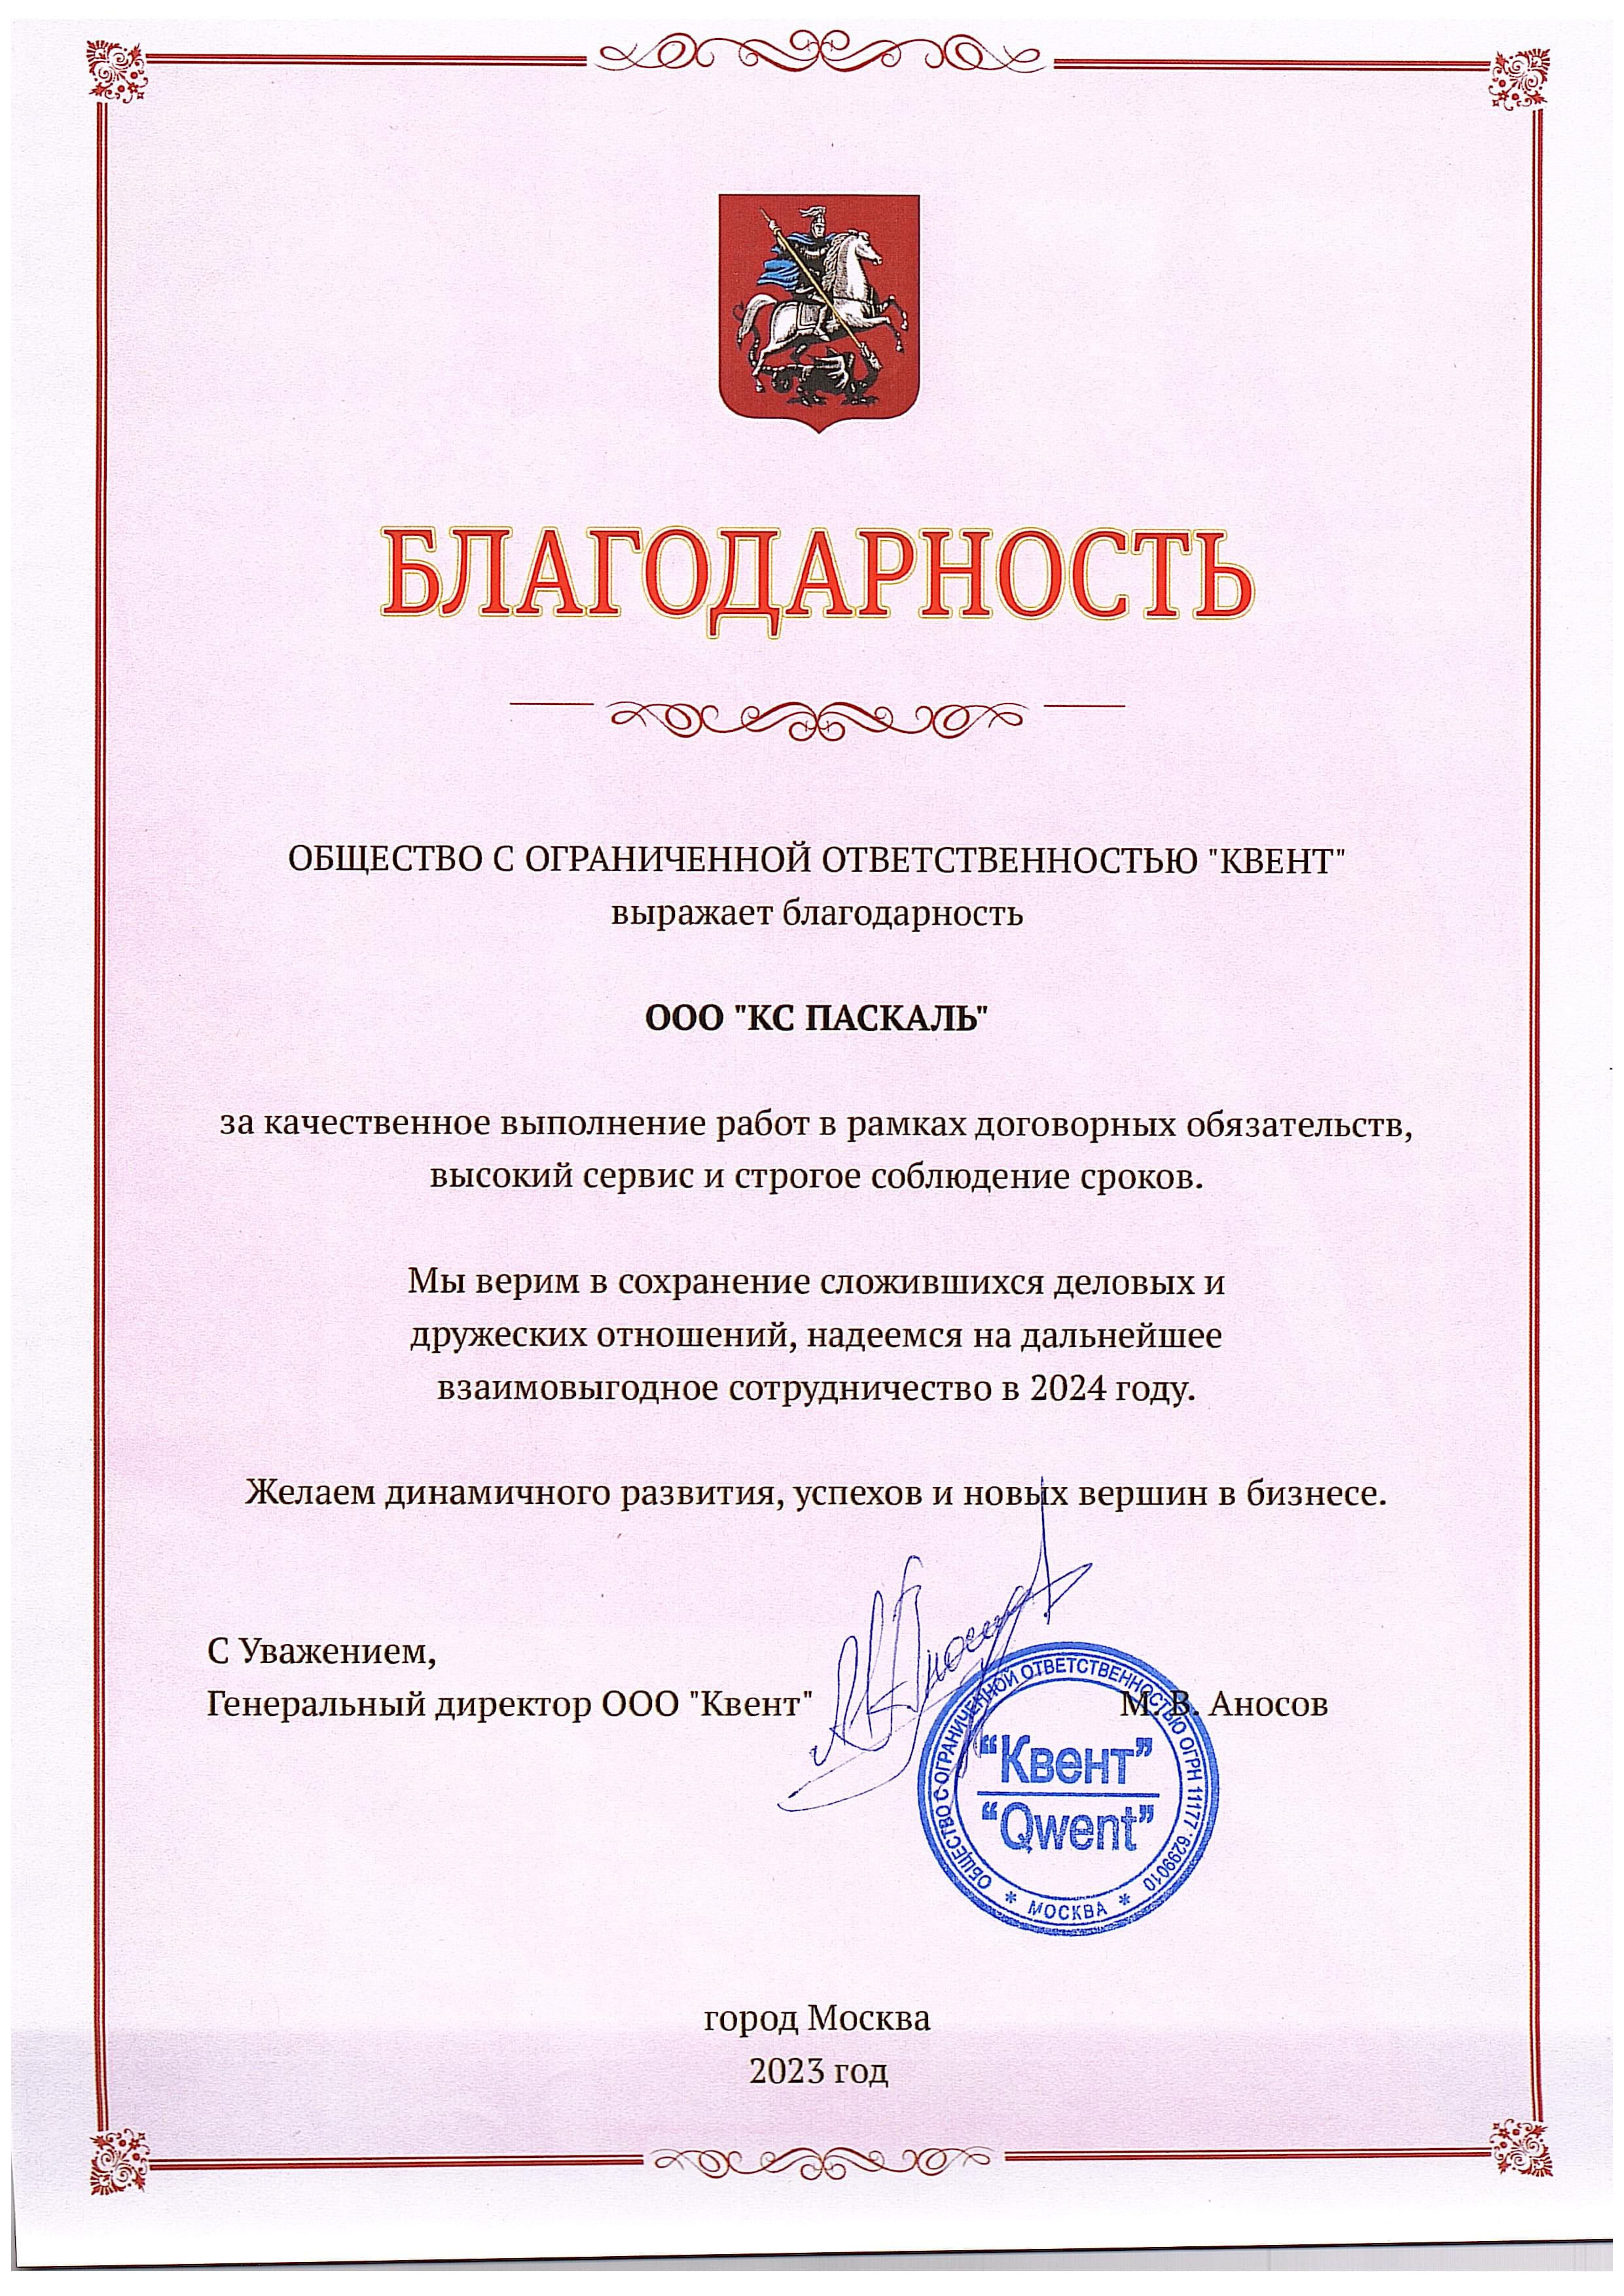 БЛАГОДАРНОСТЬ
ОБЩЕСТВО С ОГРАНИЧЕННОЙ ОТВЕТСТВЕННОСТЬЮ "КВЕНТ"
выражает благодарность
ООО "КС ПАСКАЛЬ"
за качественное выполнение работ в рамках договорных обязательств,
высокий сервис и строгое соблюдение сроков.
Мы верим в сохранение сложившихся деловых и
дружеских отношений, надеемся на дальнейшее
взаимовыгодное сотрудничество в 2024 году.
Желаем динамичного развития, успехов и новых вершин в бизнесе.
С Уважением,
Генеральный директор ООО "Квент"
М. В. Аносов
ОБЩЕСТВО С ОГРАНИЧЕННОЙ ОТВЕТСТВЕННОСТЬЮ ОГРН
“Квент”
“Qwent”
* МОСКВА *
город Москва
2023 год